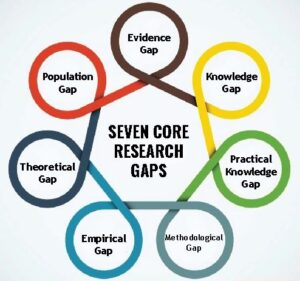 Evidence
Gap
Population
Gap
Knowledge
Gap
SEVEN CORE
RESEARCH
GAPS
Theoretical
Gap
Practical
Knowledge
Gap
Empirical
Gap
Methodological
Gap